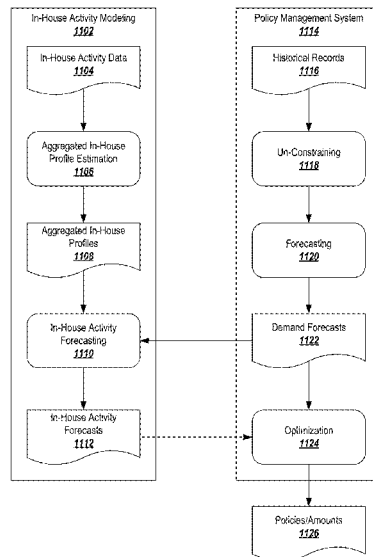 In-House Activity Modeling
1102
In-House Activity Data
1104
Aggregated In-House
Profile Estimation
1106
Aggregated In-House
Profiles
1108
In-House Activity
Forecasting
1110
In-House Activity
Forecasts
1112
Policy Management System
1114
Historical Records
1116
Un-Constraining
1118
Forecasting
1120
Demand Forecasts
1122
Optimization
1124
Policies/Amounts
1126